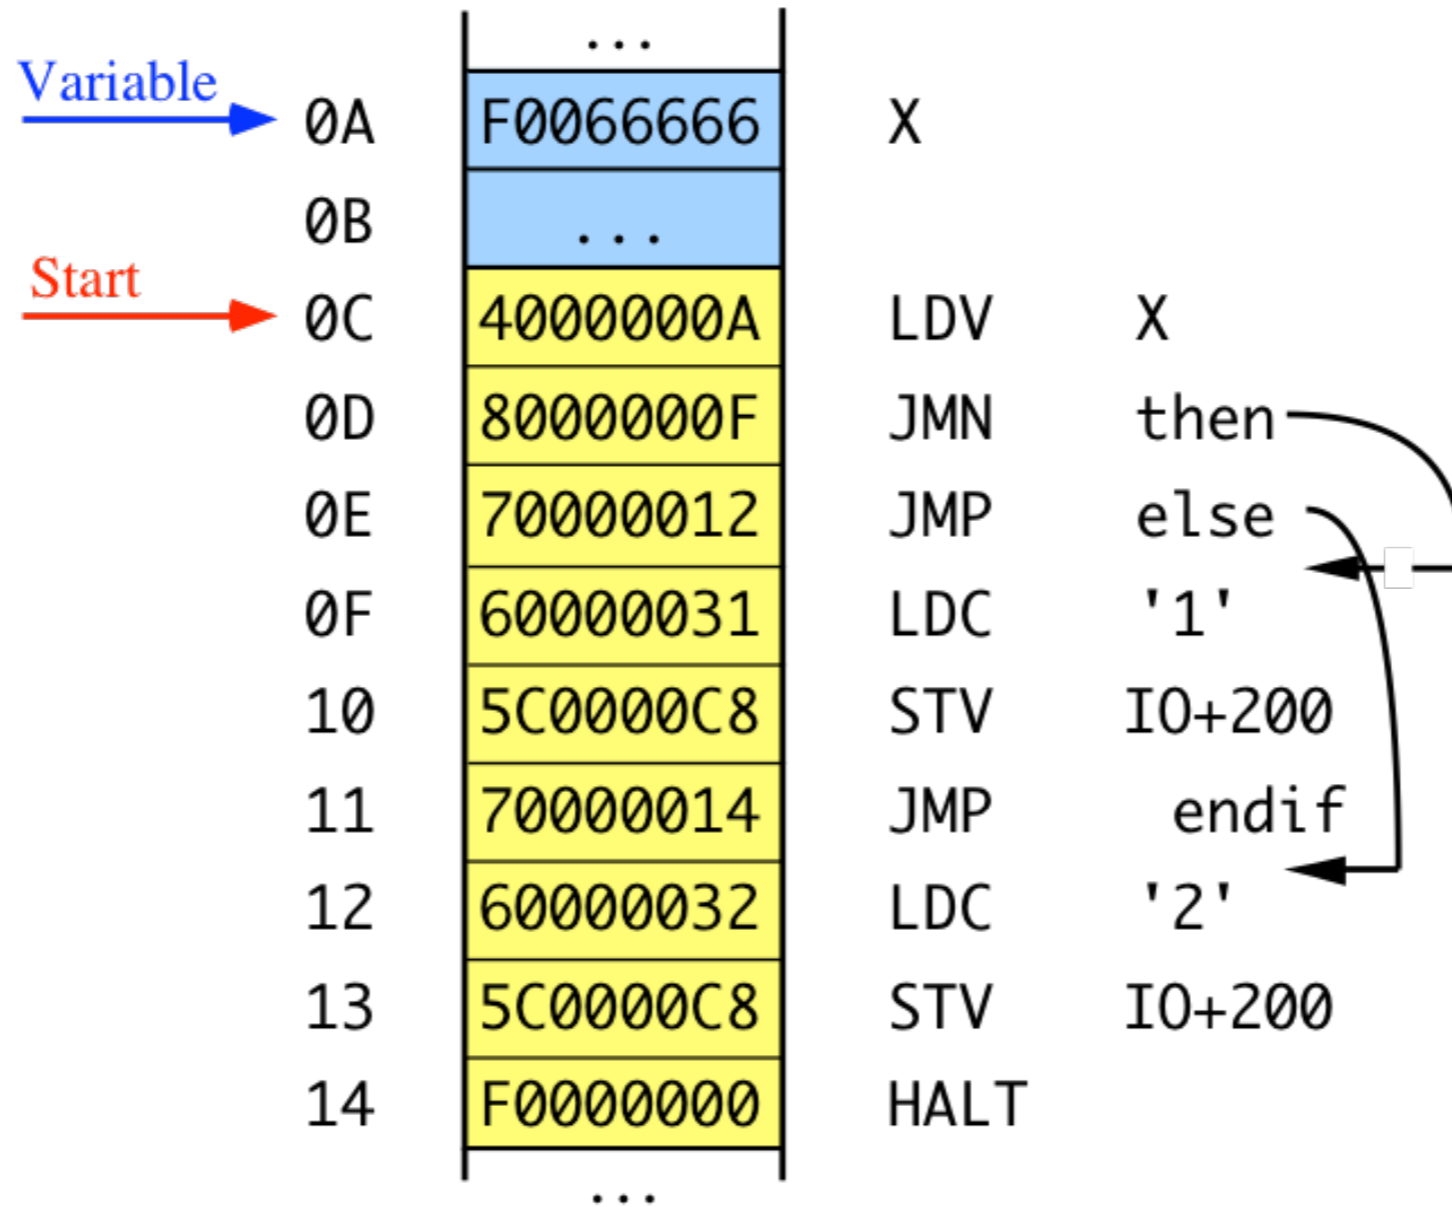 ...
Variable
0A F0066666 X
0B ...
Start
0C 4000000A LDV X
0D 8000000F JMN then
0E 70000012 JMP else
0F 60000031 LDC '1'
10 5C0000C8 STV IO+200
11 70000014 JMP endif
12 60000032 LDC '2'
13 5C0000C8 STV IO+200
14 F0000000 HALT
...